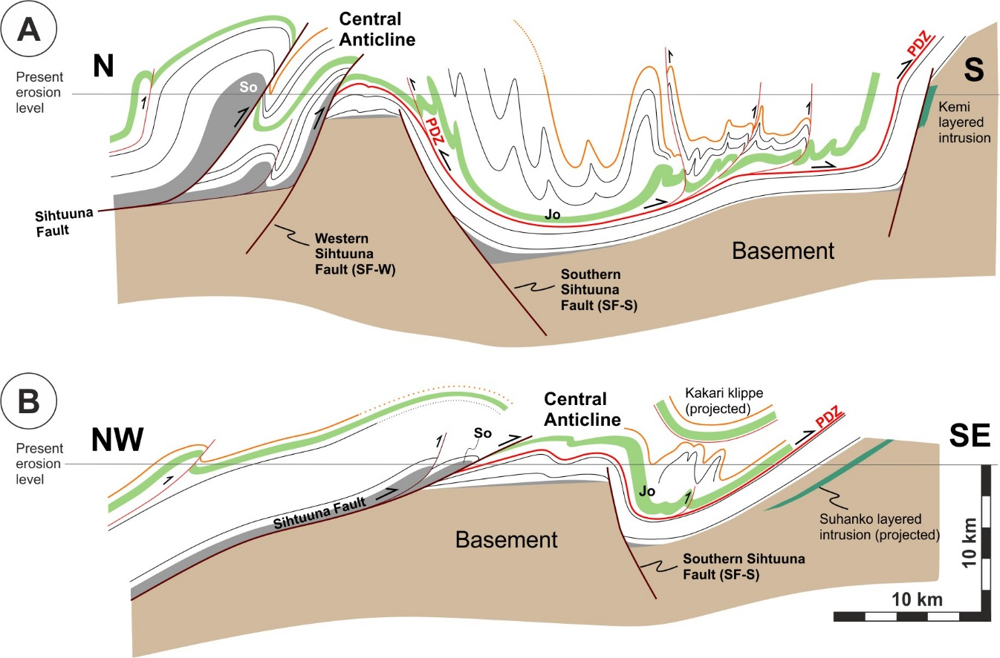 A
Central
Anticline
N
S
PDZ
Present
erosion
level
So
Kemi
layered
intrusion
PDZ
Jo
Sihtuuna
Fault
Western
Sihtuuna
Fault (SF-W)
Basement
Southern
Sihtuuna
Fault (SF-S)
B
Central
Anticline
Kakari klippe
(projected)
PDZ
NW
SE
So
Present
erosion
level
Jo
Sihtuuna Fault
Suhanko layered
intrusion (projected)
Basement
Southern Sihtuuna
Fault (SF-S)
10 km
10 km